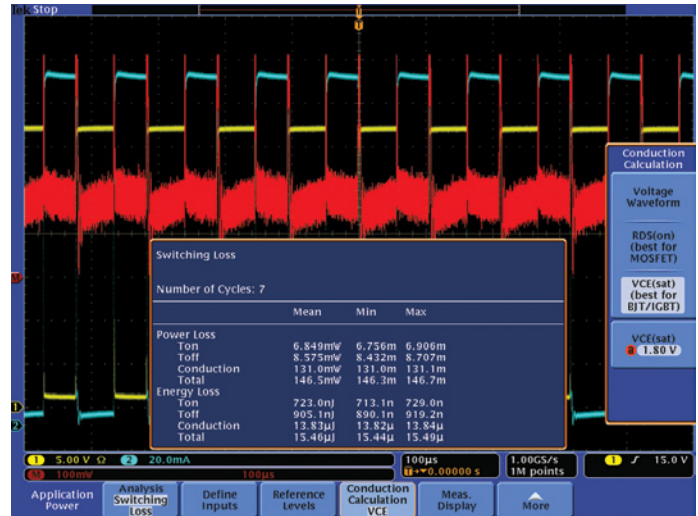 Tek Stop
T
Conduction
Calculation
Voltage
Waveform
RDS(on)
(best for
MOSFET)
VCE(sat)
(best for
BJT/IGBT)
VCE(sat)
a 1.80 V
M
Switching Loss
Number of Cycles: 7
Mean Min Max
Power Loss
Ton 6.849mW 6.756m 6.906m
Toff 8.575mW 8.432m 8.707m
Conduction 131.0mW 131.0m 131.1m
Total 146.5mW 146.3m 146.7m
Energy Loss
Ton 723.0nJ 713.1n 729.0n
Toff 905.1nJ 890.1n 919.2n
Conduction 13.83µJ 13.82µ 13.84µ
Total 15.46µJ 15.44µ 15.49µ
1
2
1 5.00 V Ω 2 20.0mA 100µs 1.00GS/s 1 15.0 V
M 100mW 100µs T 0.00000 s 1M points
Application
Power
Analysis
Switching
Loss
Define
Inputs
Reference
Levels
Conduction
Calculation
VCE
Meas.
Display
More